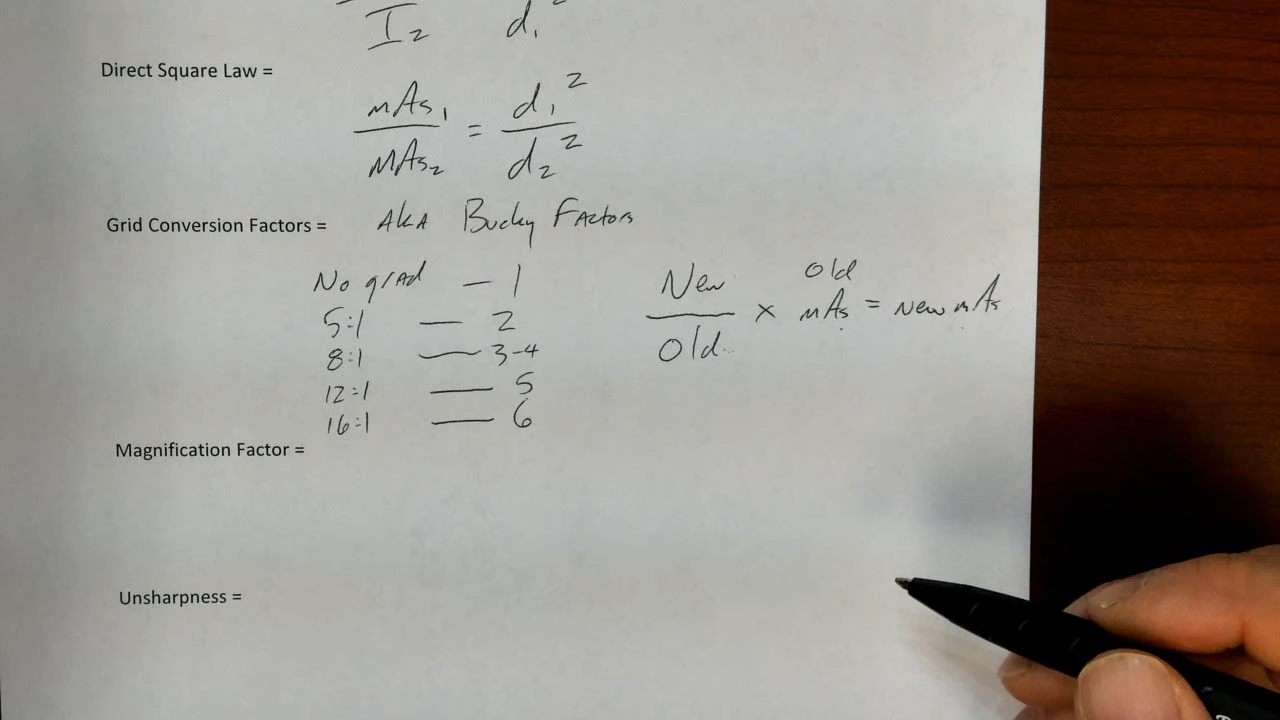 I₂ d₁²
Direct Square Law =
mAs₁ / mAs₂ = d₁² / d₂²
Grid Conversion Factors = AKA Bucky Factors
No grad — 1
5:1 — 2
8:1 — 3-4
12:1 — 5
16:1 — 6
New / Old × old mAs = New mAs
Magnification Factor =
Unsharpness =